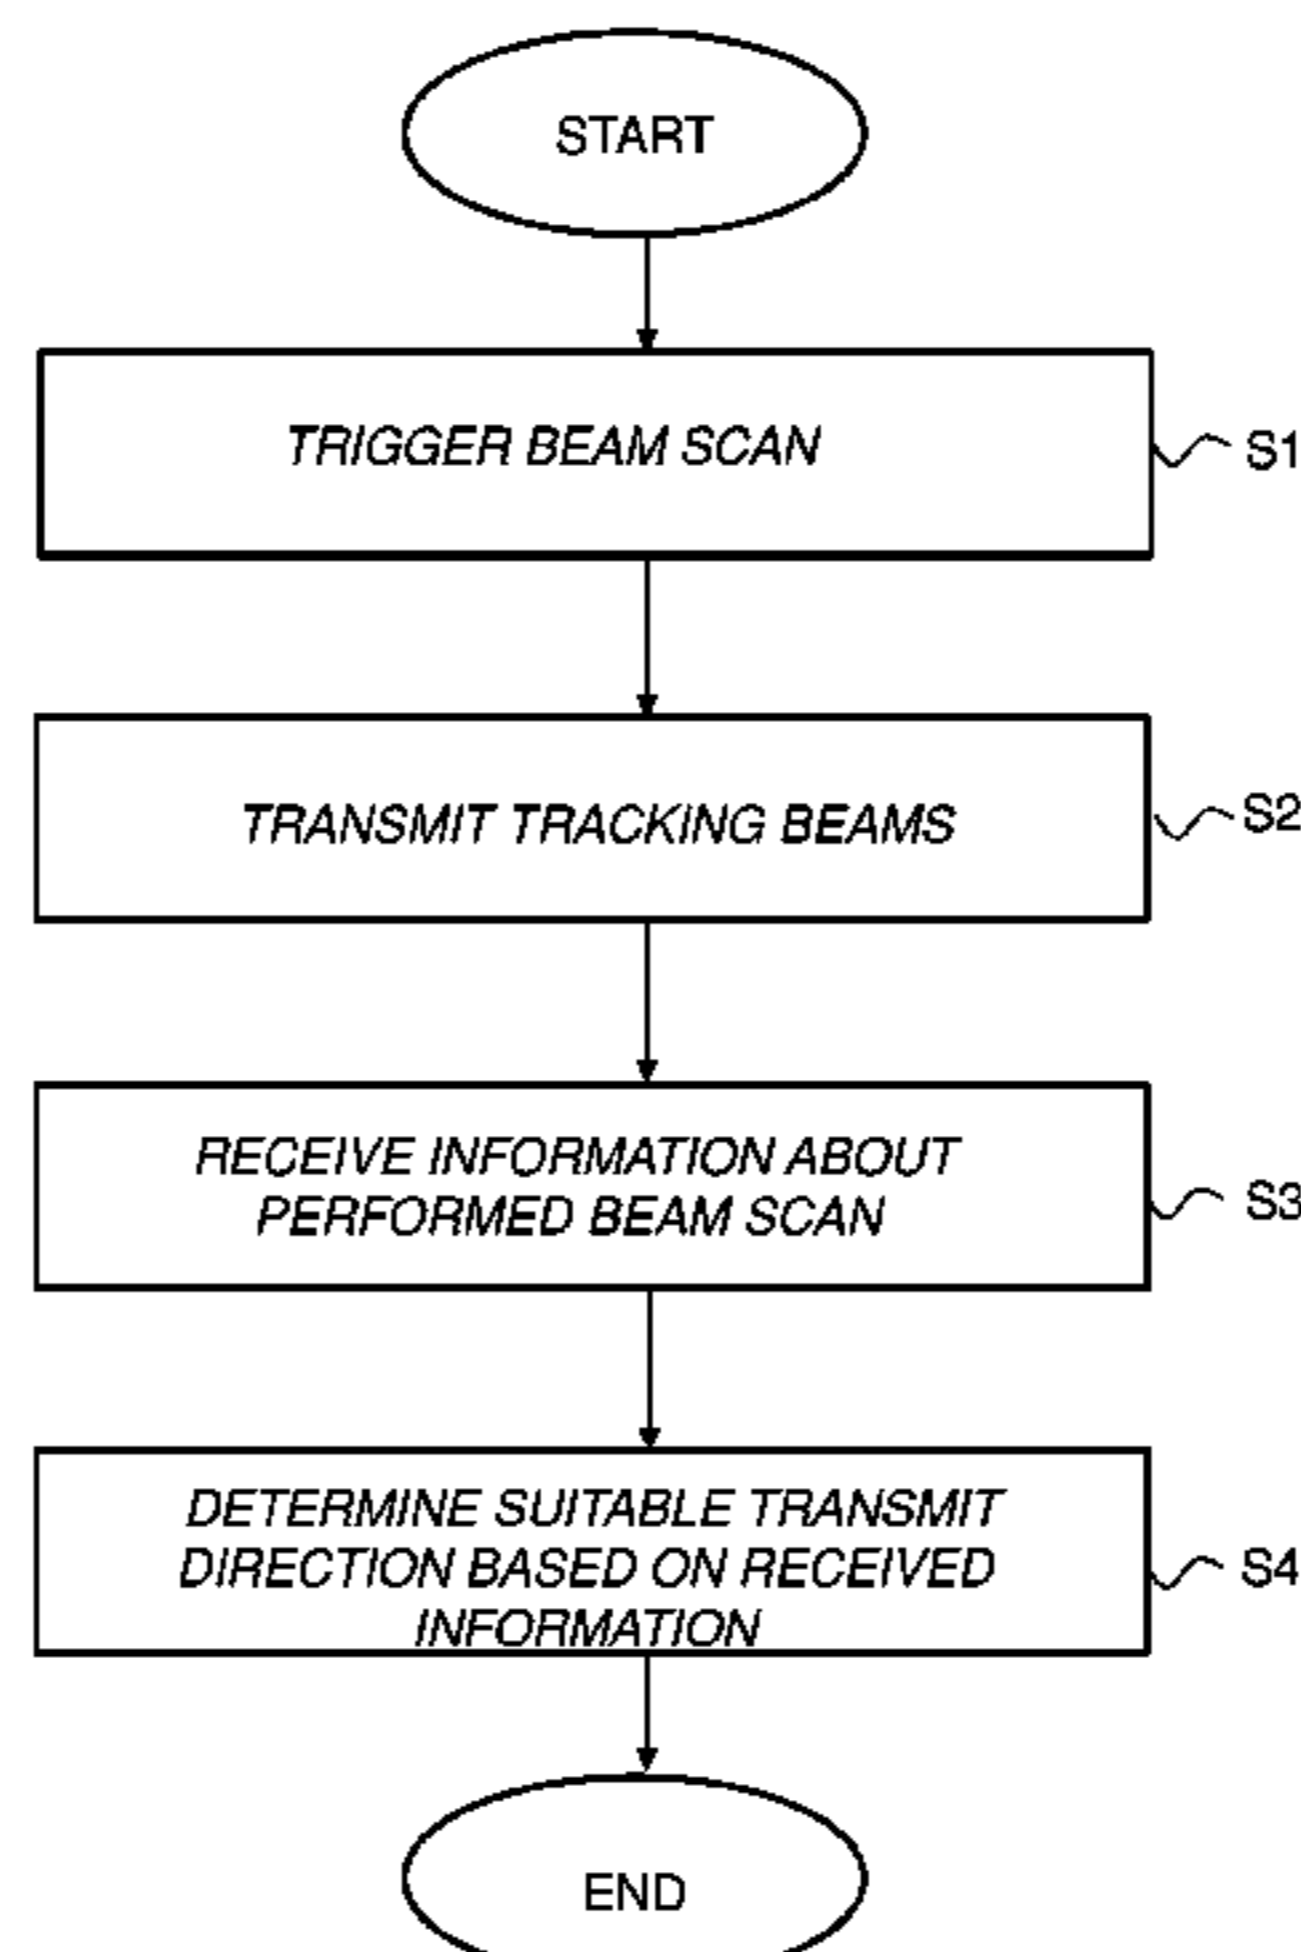 START
TRIGGER BEAM SCAN
S1
TRANSMIT TRACKING BEAMS
S2
RECEIVE INFORMATION ABOUT
PERFORMED BEAM SCAN
S3
DETERMINE SUITABLE TRANSMIT
DIRECTION BASED ON RECEIVED
INFORMATION
S4
END